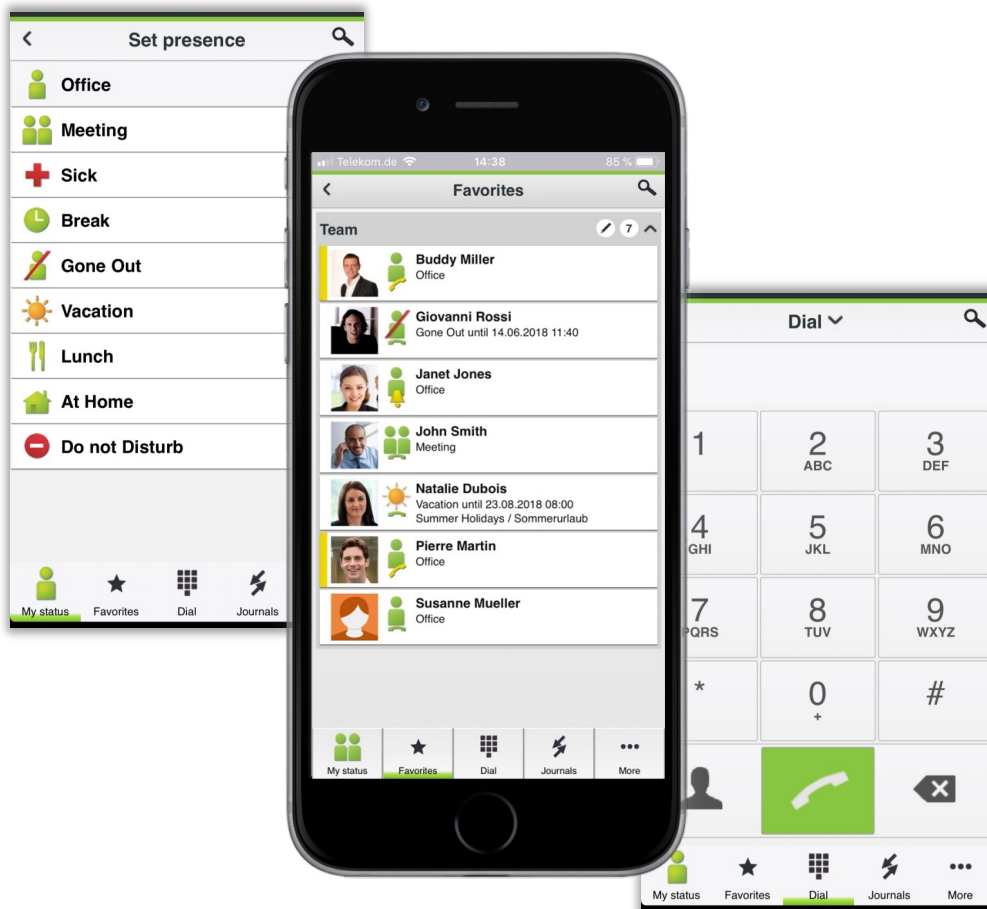 Set presence
Office
Meeting
Sick
Break
Gone Out
Vacation
Lunch
At Home
Do not Disturb
My status
Favorites
Dial
Journals
Telekom.de
14:38
85 %
Favorites
Team
7
Buddy Miller
Office
Giovanni Rossi
Gone Out until 14.06.2018 11:40
Janet Jones
Office
John Smith
Meeting
Natalie Dubois
Vacation until 23.08.2018 08:00
Summer Holidays / Sommerurlaub
Pierre Martin
Office
Susanne Mueller
Office
My status
Favorites
Dial
Journals
More
Dial
1
2
ABC
3
DEF
4
GHI
5
JKL
6
MNO
7
PQRS
8
TUV
9
WXYZ
*
0
+
#
My status
Favorites
Dial
Journals
More